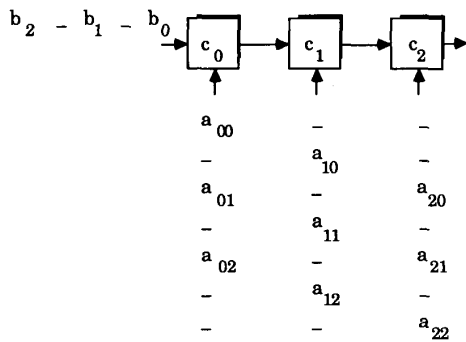 b2 - b1 - b0
c0 c1 c2
a00 - -
- a10 -
a01 - a20
- a11 -
a02 - a21
- a12 -
- - a22